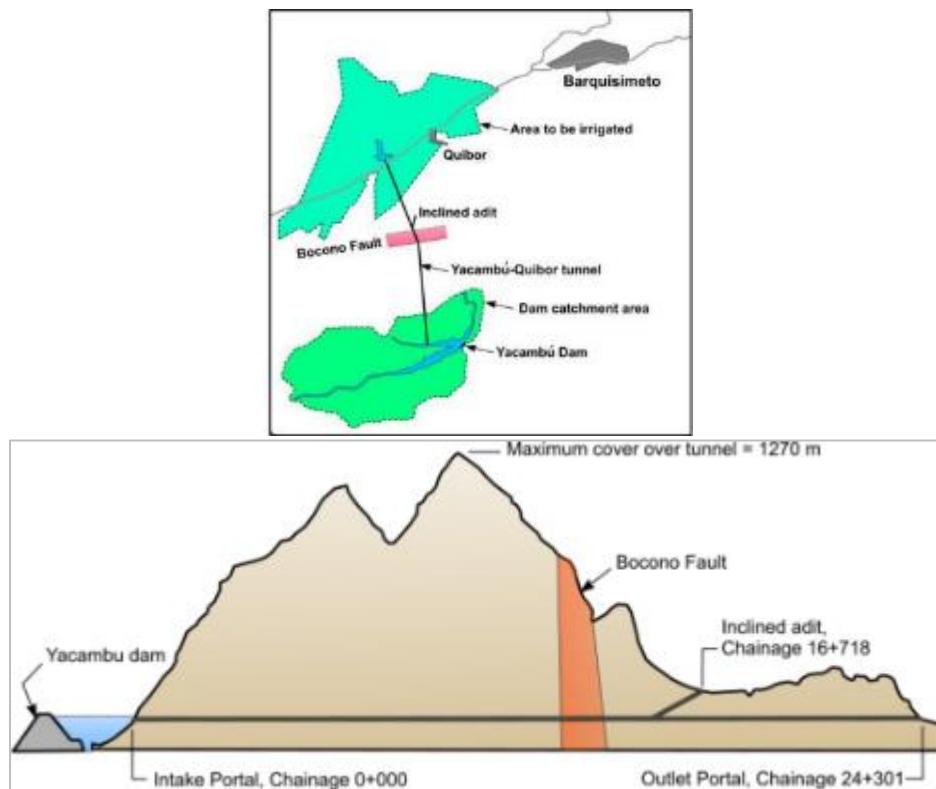 Barquisimeto
Area to be irrigated
Quibor
Inclined adit
Bocono Fault
Yacambú-Quibor tunnel
Dam catchment area
Yacambú Dam
Maximum cover over tunnel = 1270 m
Bocono Fault
Inclined adit,
Chainage 16+718
Yacambu dam
Intake Portal, Chainage 0+000
Outlet Portal, Chainage 24+301